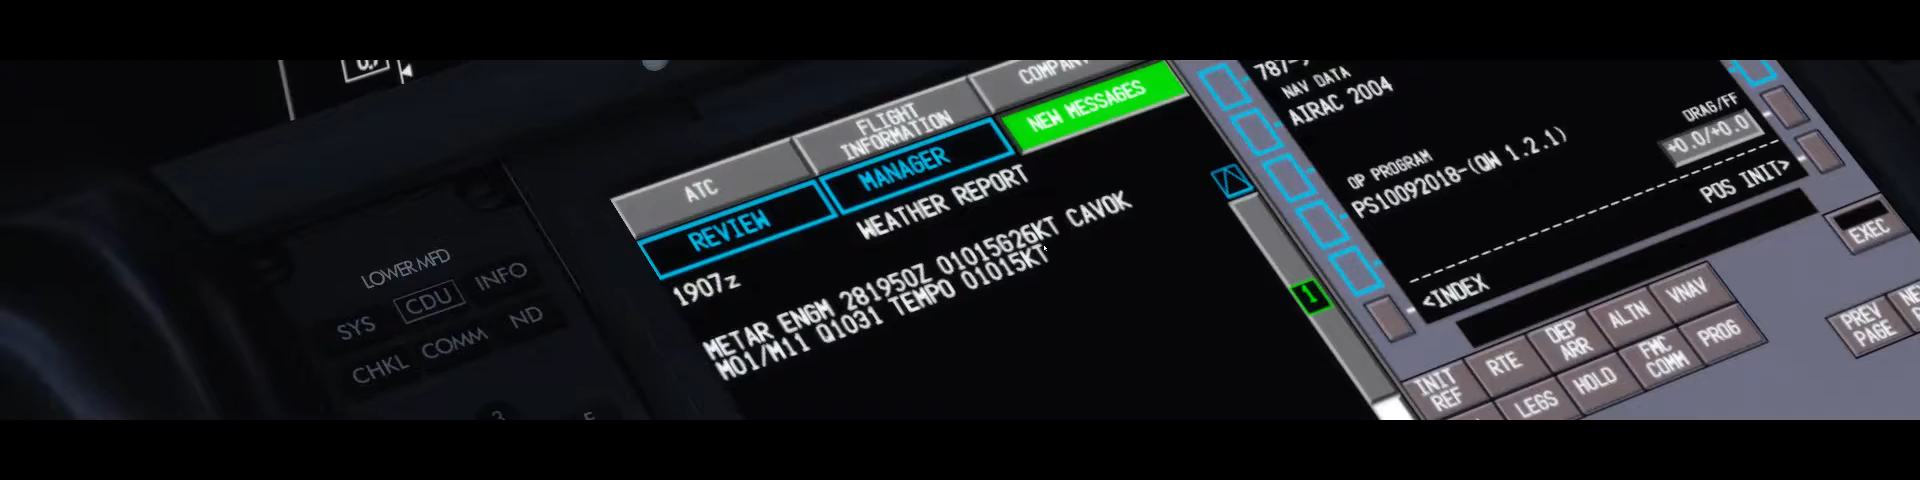 LOWER MFD
SYS CDU INFO
CHKL COMM ND
ATC
FLIGHT
INFORMATION
REVIEW
MANAGER
NEW MESSAGES
WEATHER REPORT
1907z
METAR ENGM 281950Z 01015G26KT CAVOK
M01/M11 Q1031 TEMPO 01015KT
1
NAV DATA
AIRAC 2004
DRAG/FF
+0.0/+0.0
OP PROGRAM
PS10092018-(QW 1.2.1)
POS INIT>
<INDEX
EXEC
INIT
REF
RTE
DEP
ARR
ALTN
VNAV
LEGS
HOLD
FMC
COMM
PROG
PREV
PAGE